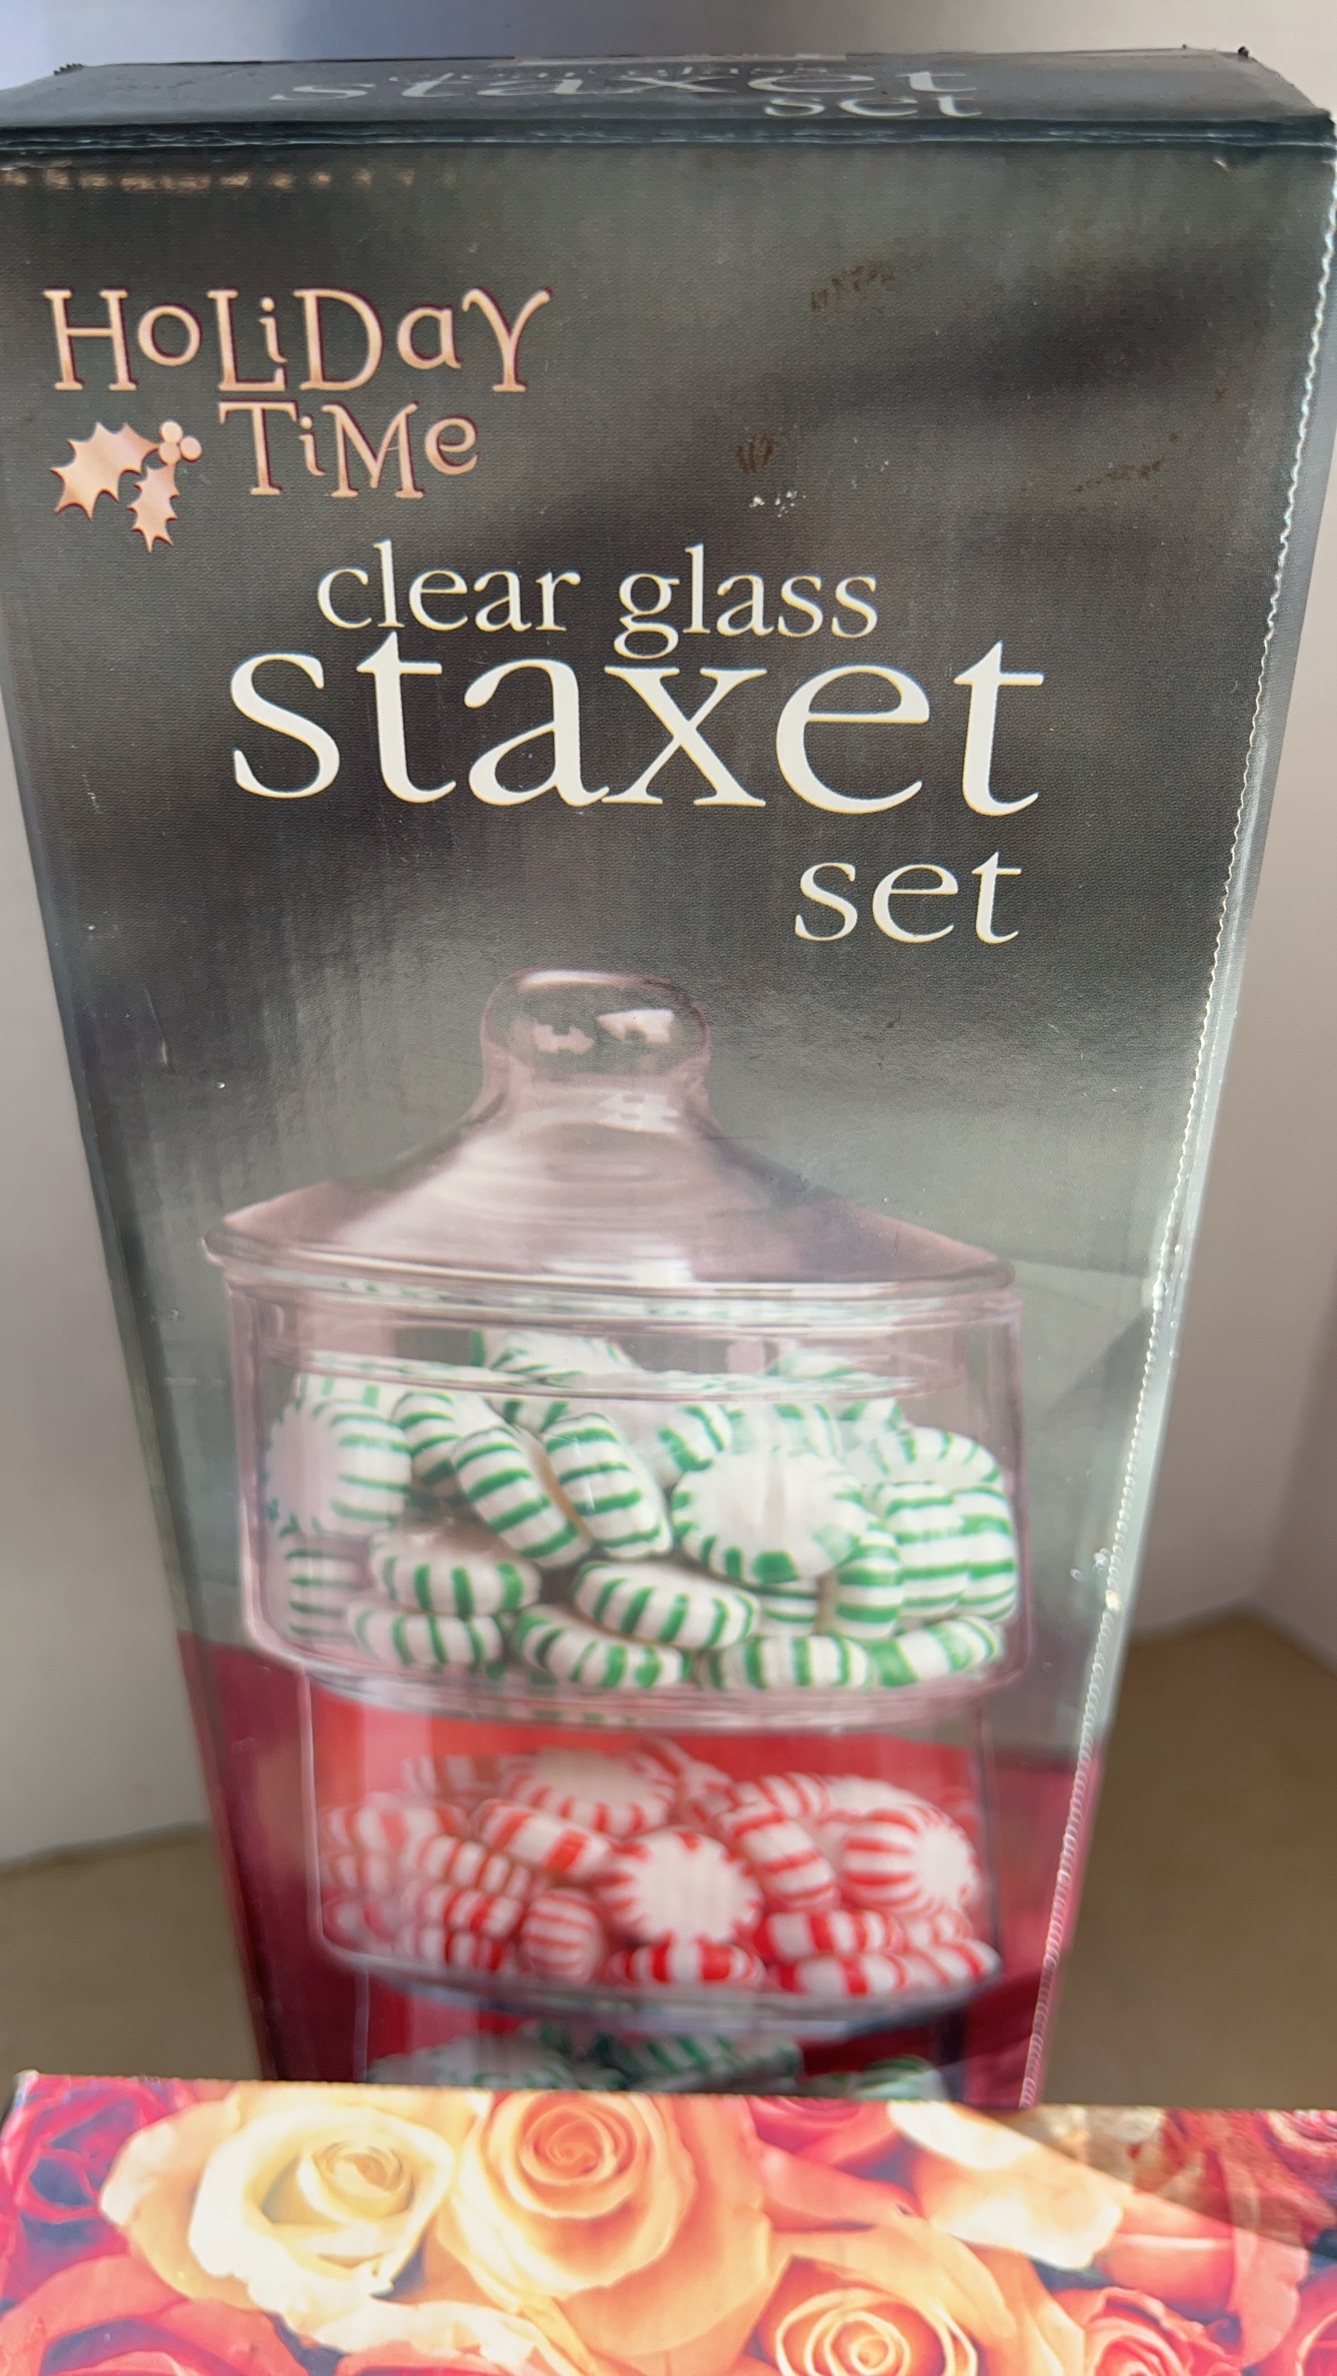 staxet
set
HoLiDaY
TiMe
clear glass
staxet
set